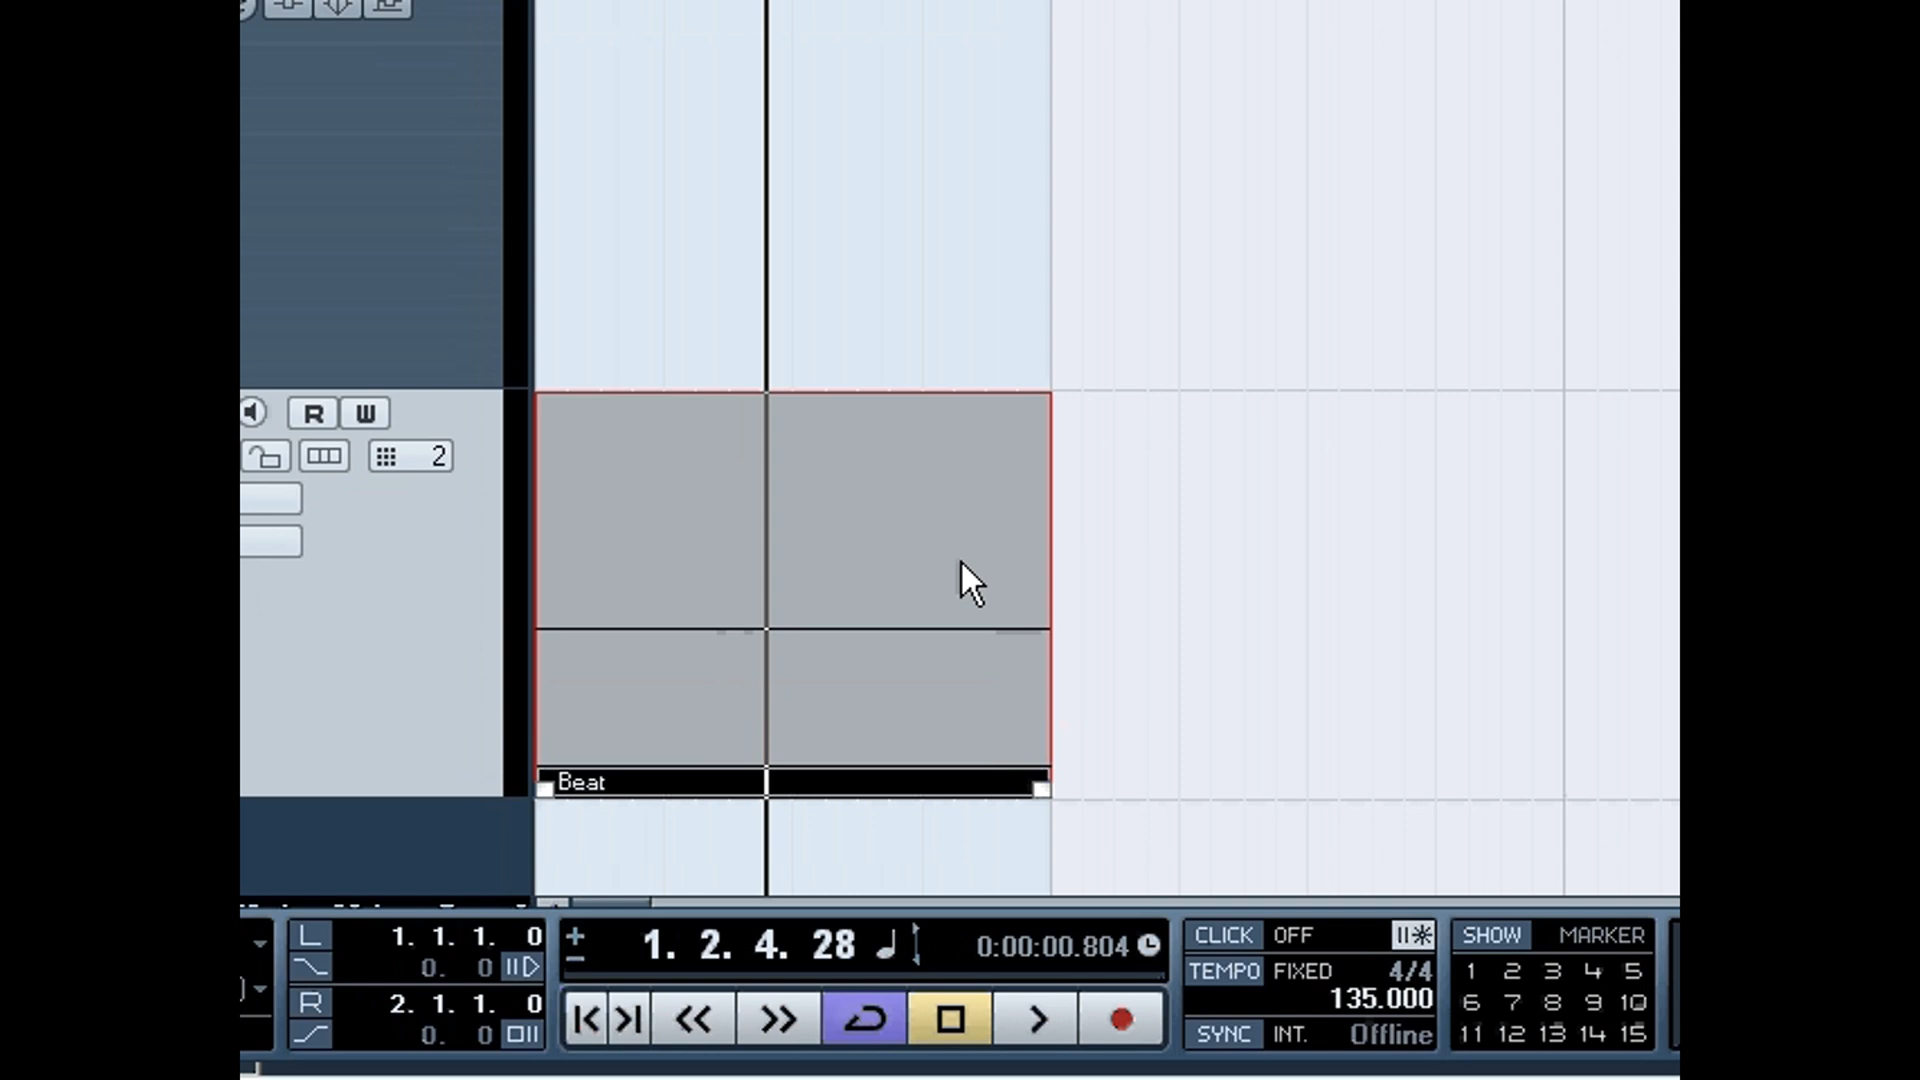 R W
2
Beat
L 1. 1. 1. 0
0. 0
R 2. 1. 1. 0
0. 0
1. 2. 4. 28
0:00:00.804
CLICK OFF
TEMPO FIXED 4/4
135.000
SYNC INT. Offline
SHOW MARKER
1 2 3 4 5
6 7 8 9 10
11 12 13 14 15